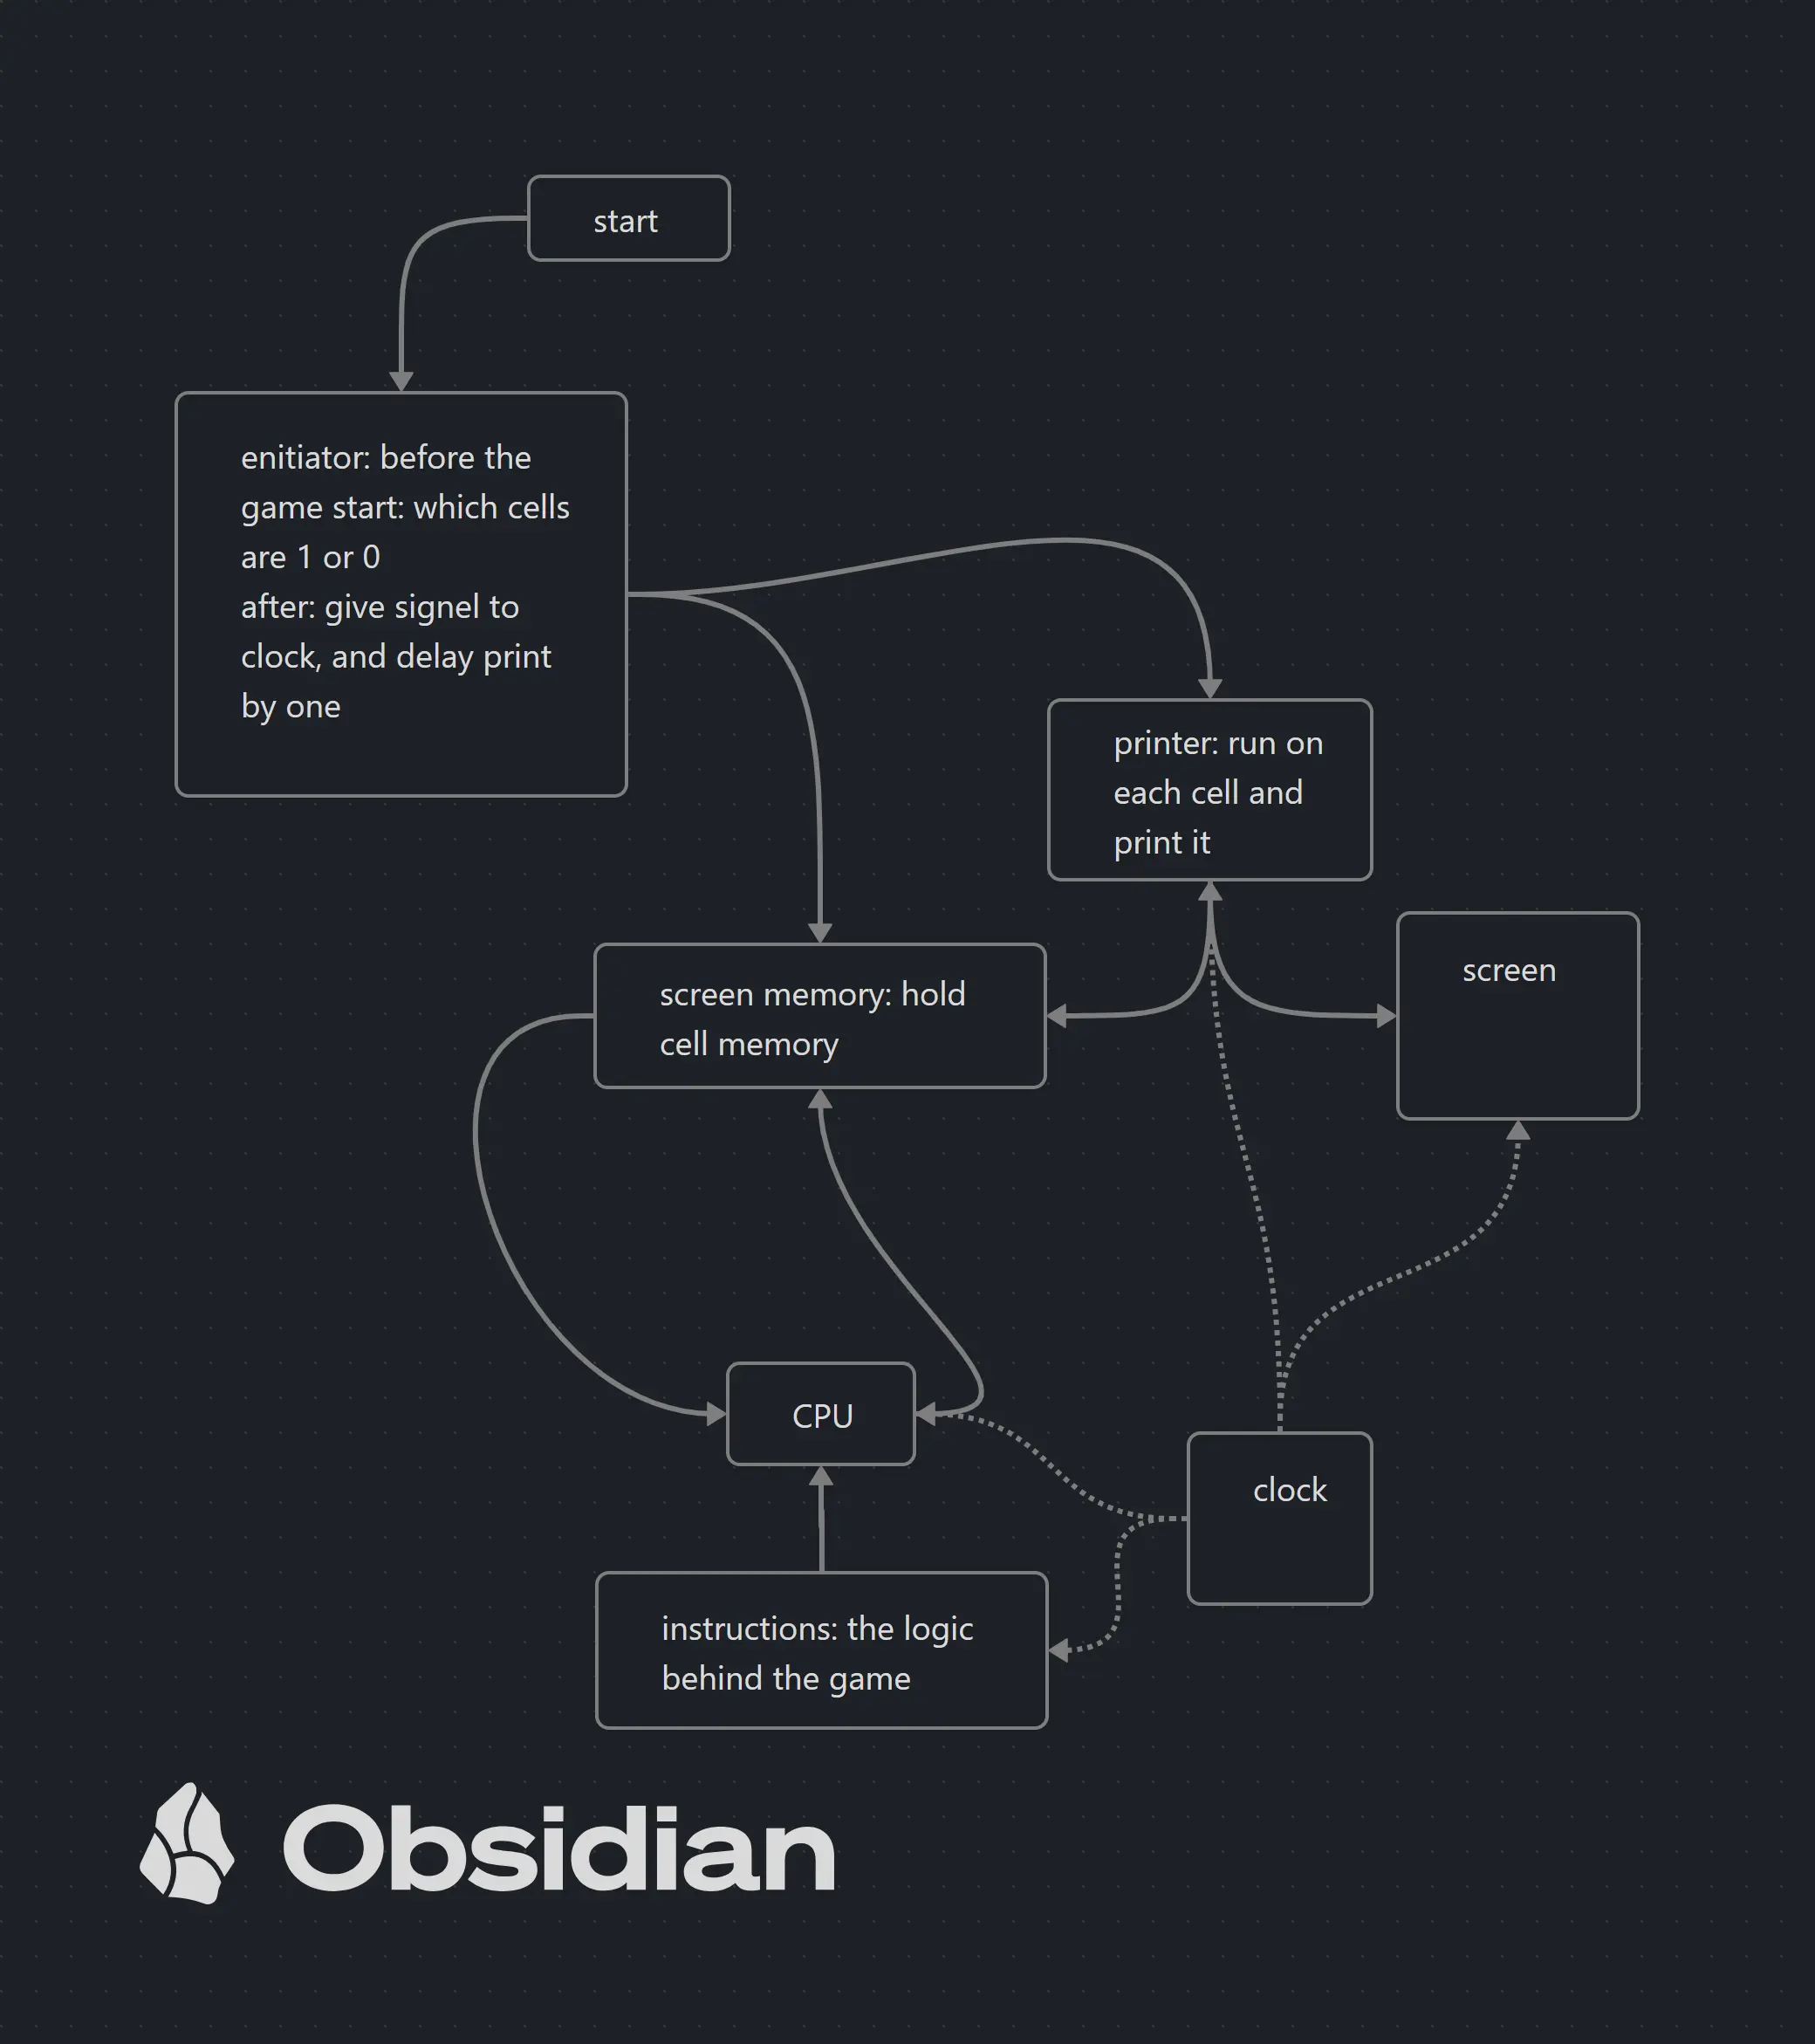 start
enitiator: before the
game start: which cells
are 1 or 0
after: give signel to
clock, and delay print
by one
printer: run on
each cell and
print it
screen
screen memory: hold
cell memory
CPU
clock
instructions: the logic
behind the game
Obsidian